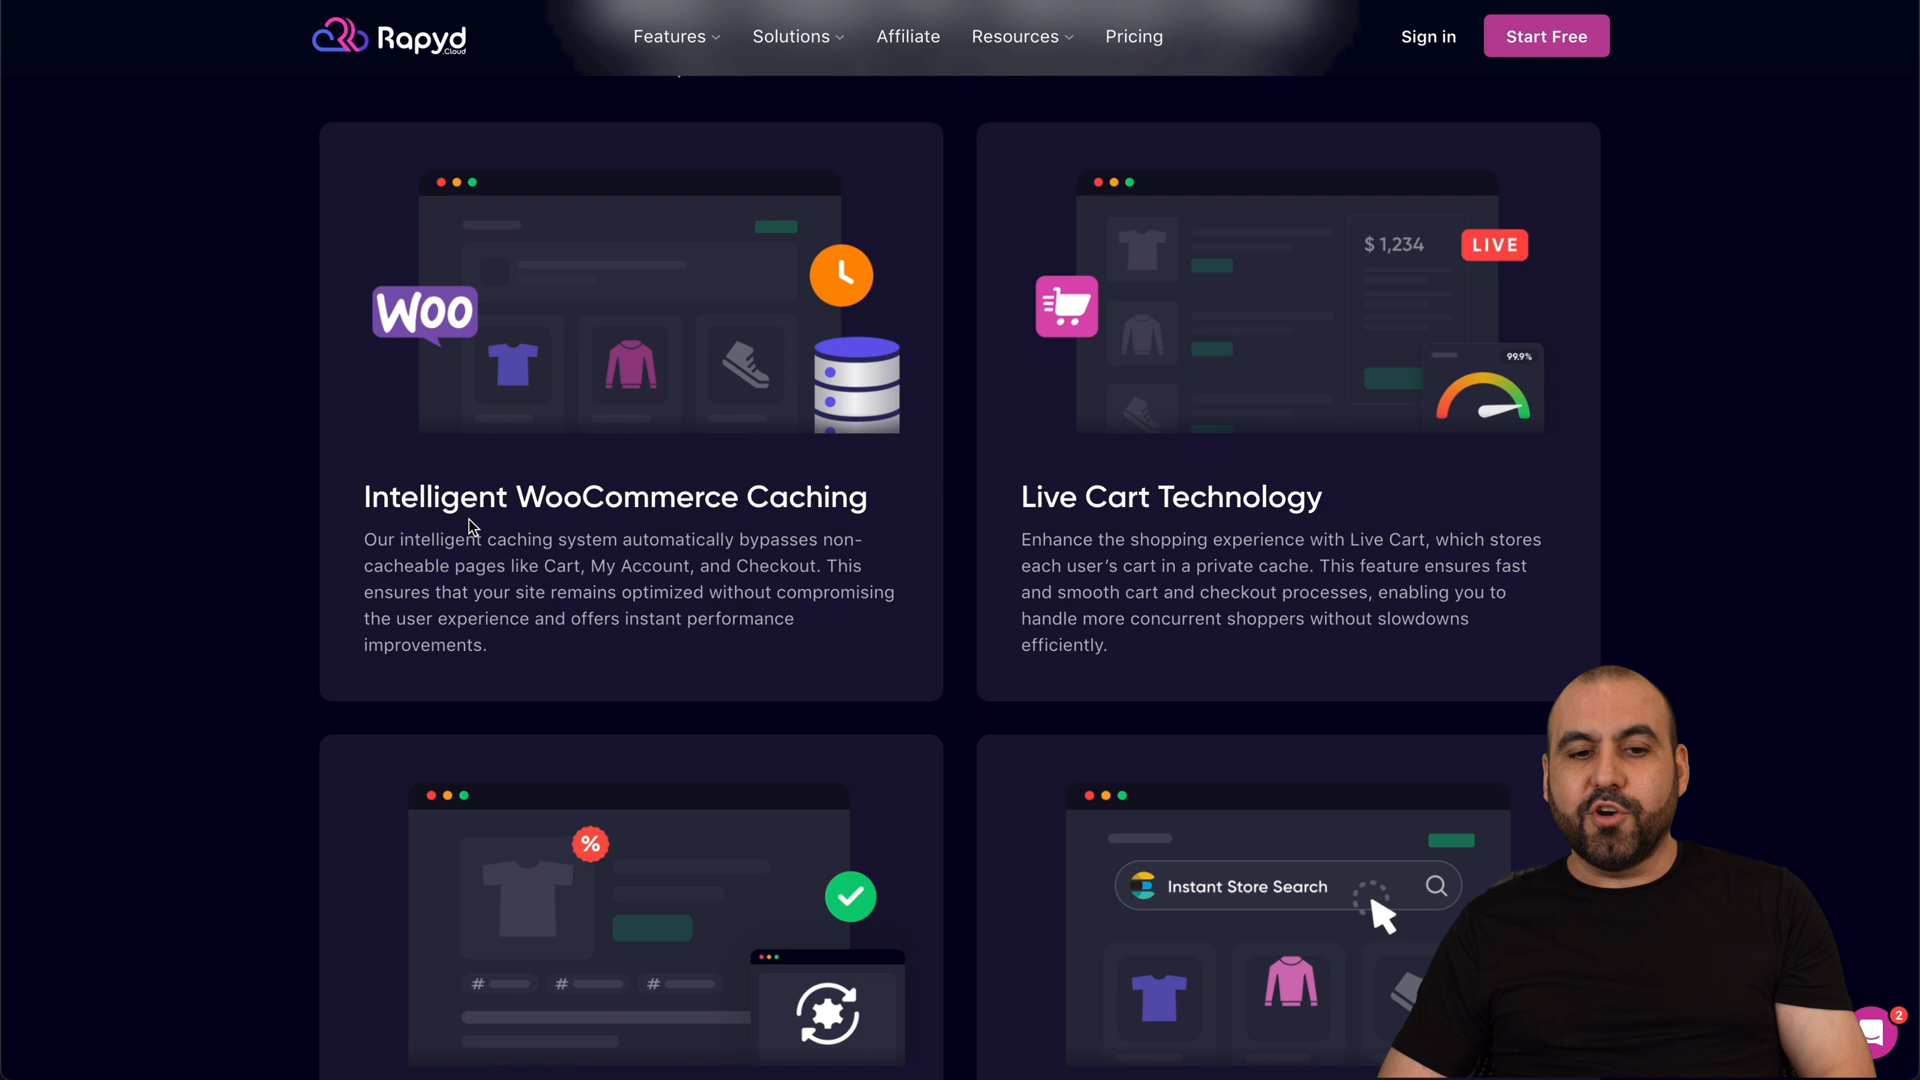 Rapyd
.Cloud
Features
Solutions
Affiliate
Resources
Pricing
Sign in
Start Free
WOO
$ 1,234
LIVE
99.9%
Intelligent WooCommerce Caching
Our intelligent caching system automatically bypasses non-
cacheable pages like Cart, My Account, and Checkout. This
ensures that your site remains optimized without compromising
the user experience and offers instant performance
improvements.
Live Cart Technology
Enhance the shopping experience with Live Cart, which stores
each user’s cart in a private cache. This feature ensures fast
and smooth cart and checkout processes, enabling you to
handle more concurrent shoppers without slowdowns
efficiently.
%
# # #
Instant Store Search
2